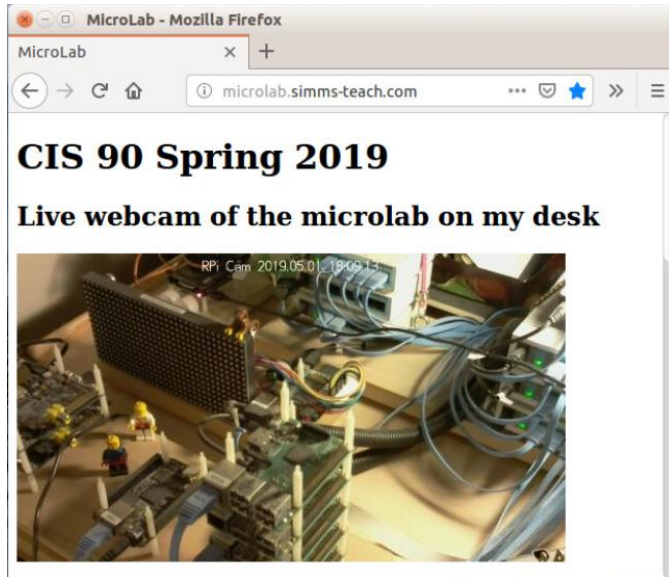 MicroLab - Mozilla Firefox
MicroLab
microlab.simms-teach.com
CIS 90 Spring 2019
Live webcam of the microlab on my desk
RPi Cam 2019.05.01. 18:09:13